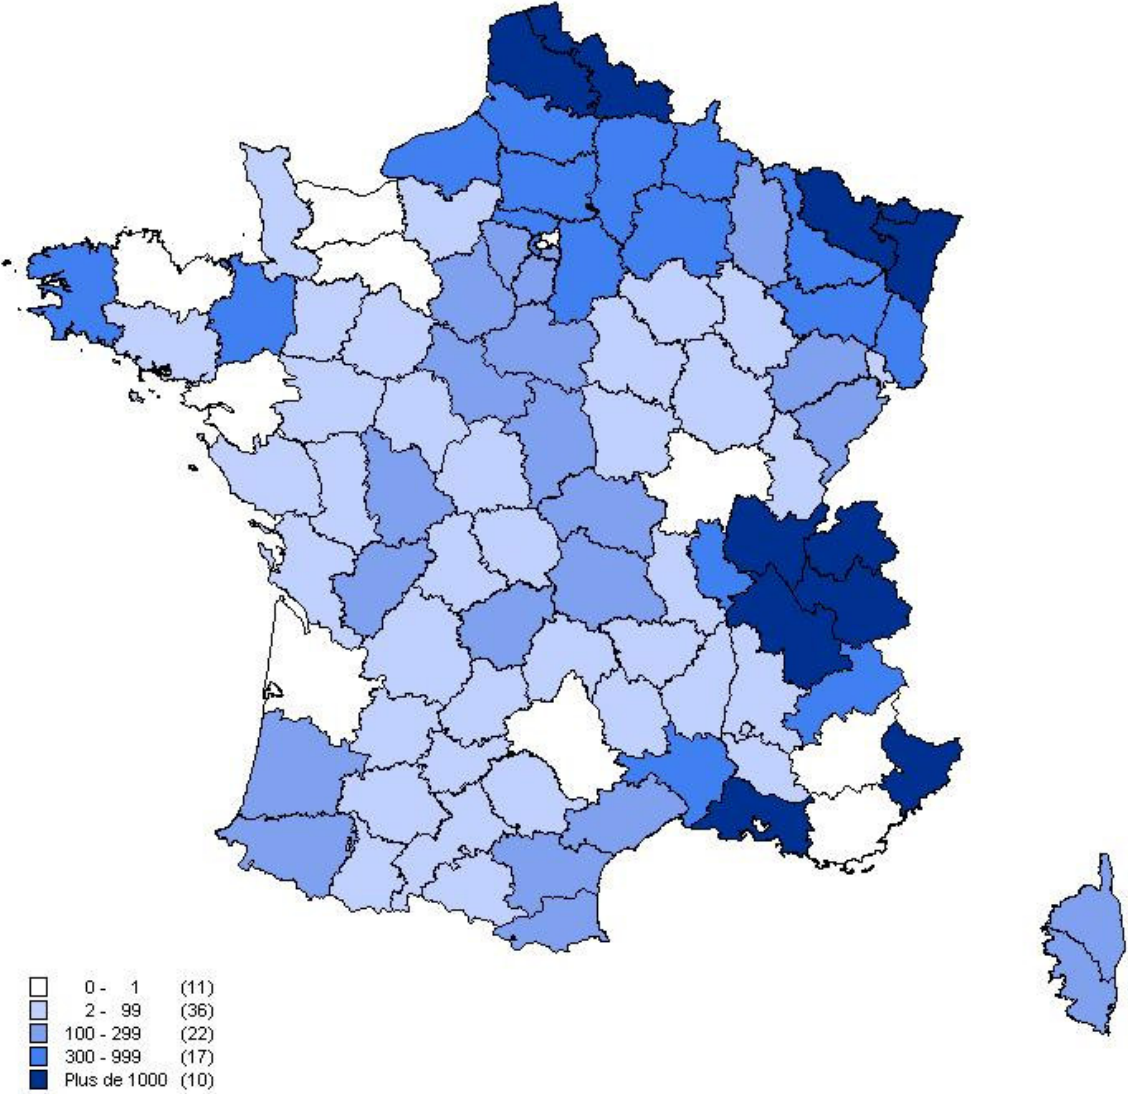 0 - 1 (11)
2 - 99 (36)
100 - 299 (22)
300 - 999 (17)
Plus de 1000 (10)